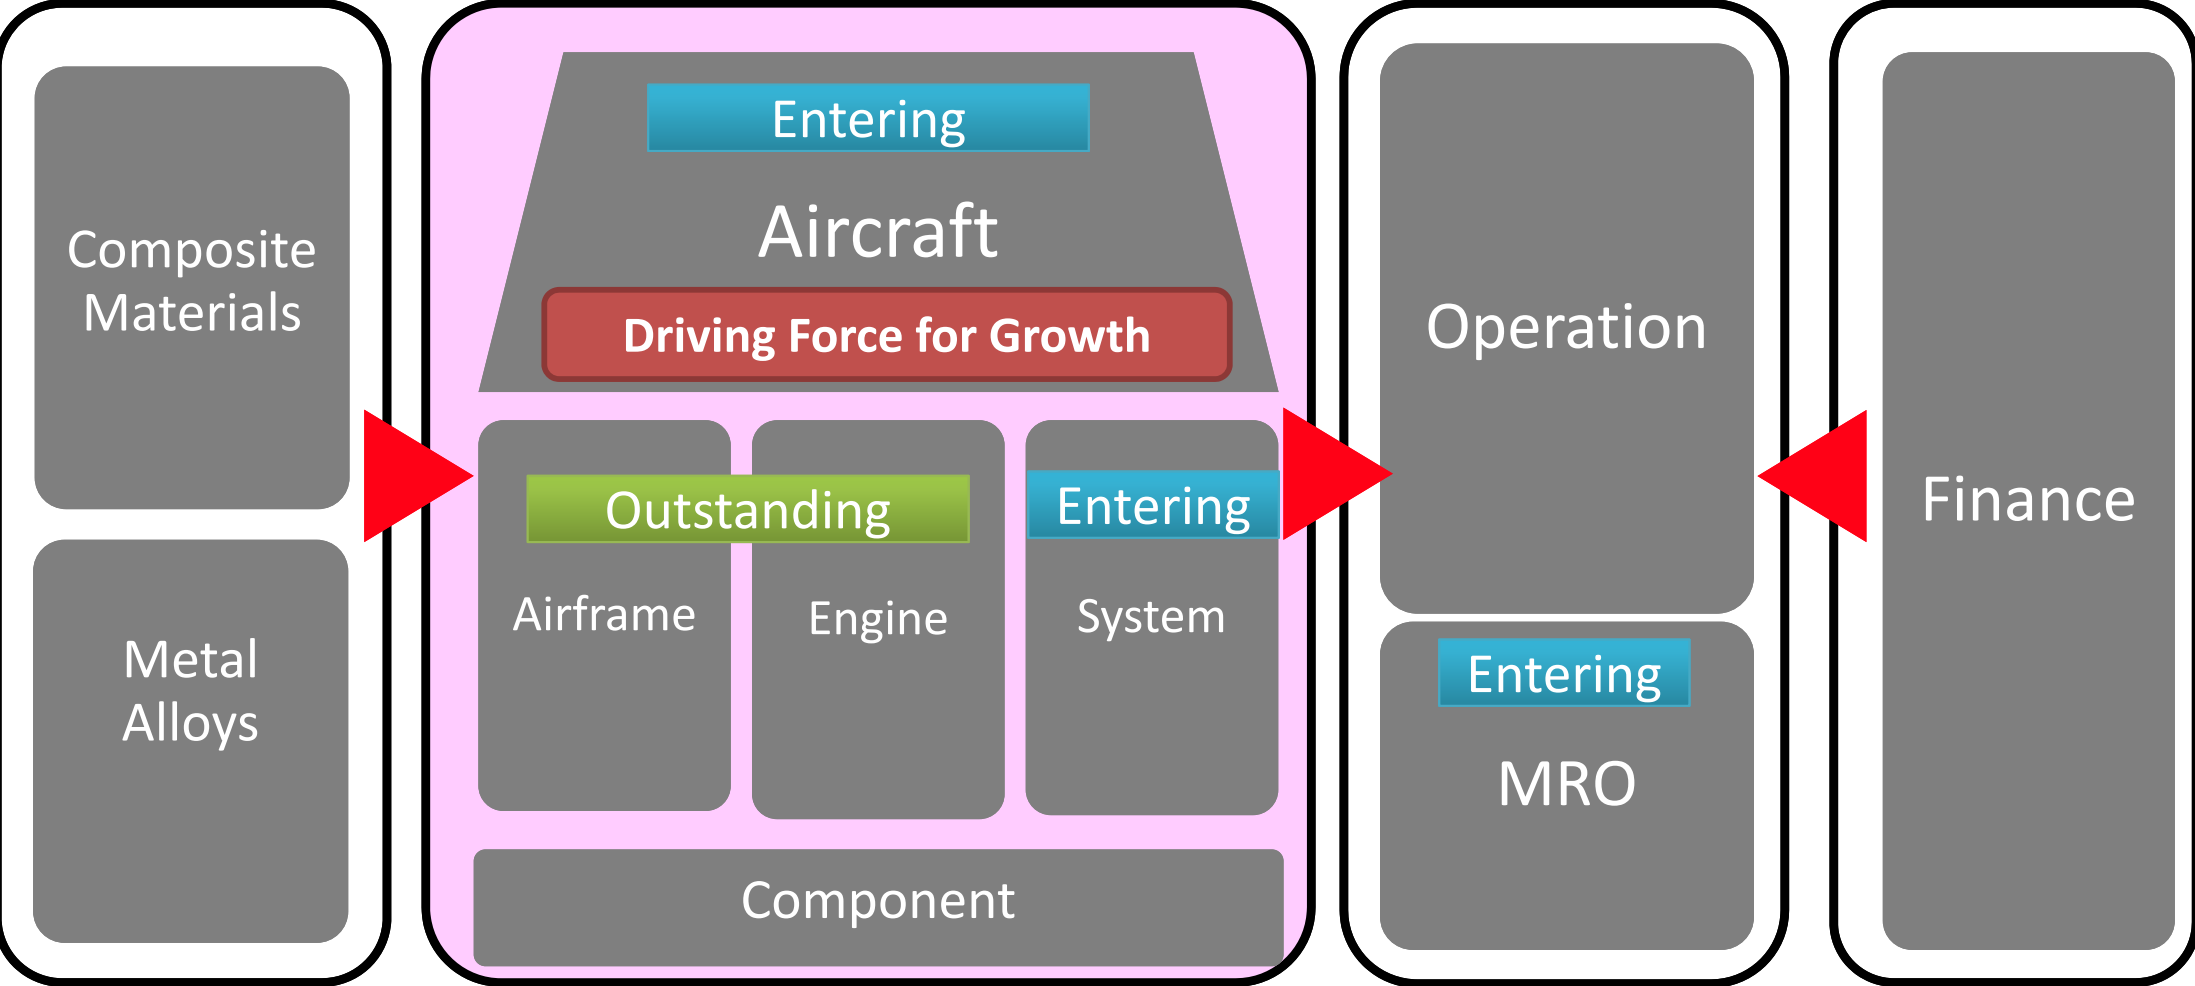 Composite
Materials
Metal
Alloys
Entering
Aircraft
Driving Force for Growth
Outstanding
Entering
Airframe
Engine
System
Component
Operation
Entering
MRO
Finance